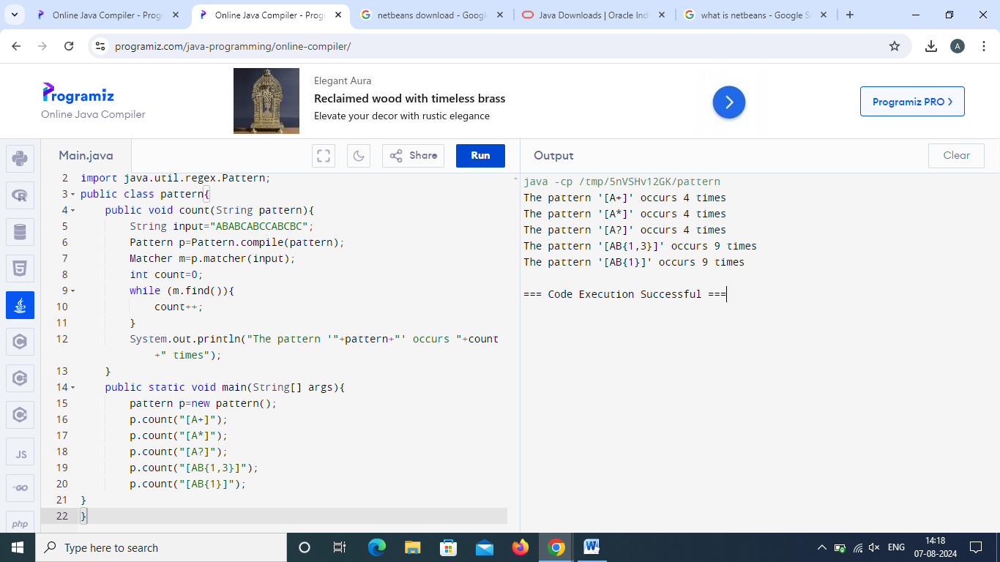 Online Java Compiler - Progr
Online Java Compiler - Progr
netbeans download - Googl
Java Downloads | Oracle Indi
what is netbeans - Google Se
programiz.com/java-programming/online-compiler/
A
Programiz
Online Java Compiler
Elegant Aura
Reclaimed wood with timeless brass
Elevate your decor with rustic elegance
Programiz PRO >
Main.java
Share
Run
Output
Clear
2 import java.util.regex.Pattern;
3 public class pattern{
4 public void count(String pattern){
5 String input="ABABCABCCABCBC";
6 Pattern p=Pattern.compile(pattern);
7 Matcher m=p.matcher(input);
8 int count=0;
9 while (m.find()){
10 count++;
11 }
12 System.out.println("The pattern '"+pattern+"' occurs "+count
+" times");
13 }
14 public static void main(String[] args){
15 pattern p=new pattern();
16 p.count("[A+]");
17 p.count("[A*]");
18 p.count("[A?]");
19 p.count("[AB{1,3}]");
20 p.count("[AB{1}]");
21 }
22 }
java -cp /tmp/5nVSHv12GK/pattern
The pattern '[A+]' occurs 4 times
The pattern '[A*]' occurs 4 times
The pattern '[A?]' occurs 4 times
The pattern '[AB{1,3}]' occurs 9 times
The pattern '[AB{1}]' occurs 9 times
=== Code Execution Successful ===
JS
GO
php
Type here to search
ENG
14:18
07-08-2024